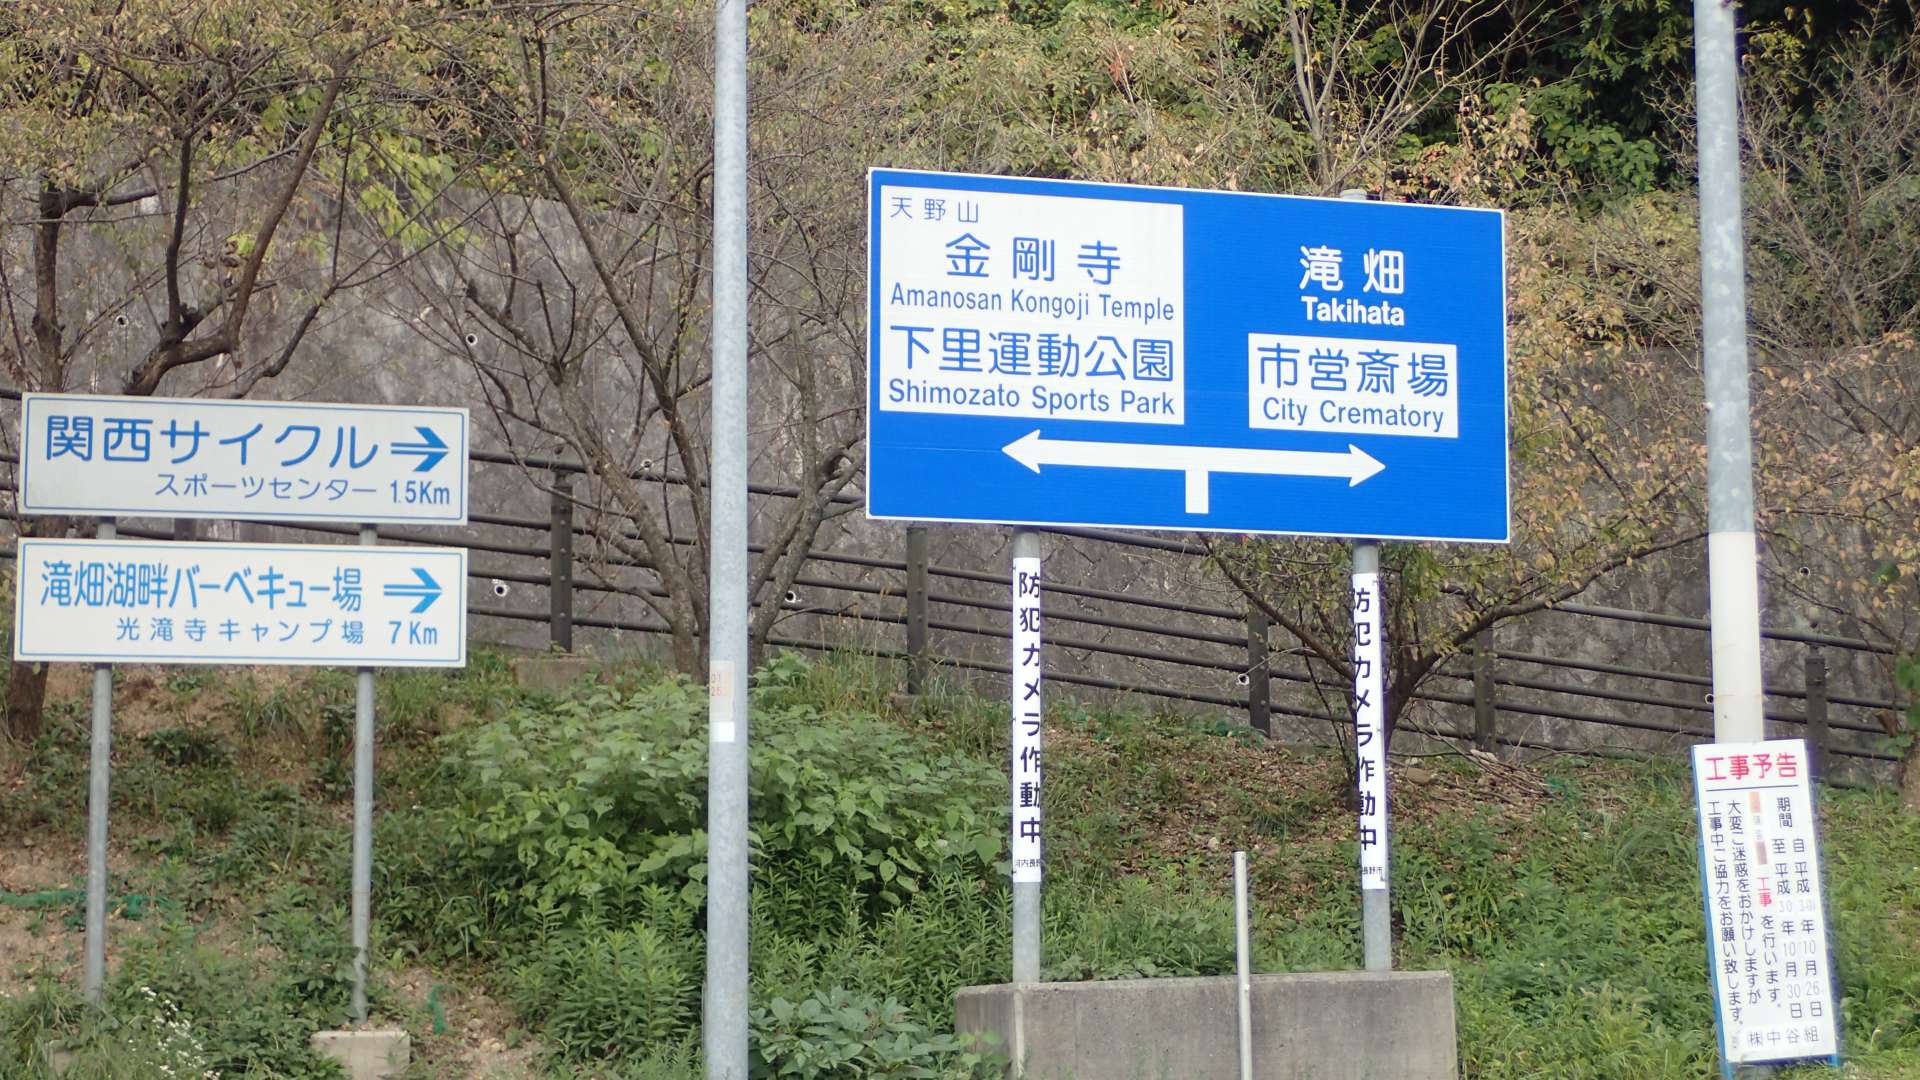 関西サイクル
スポーツセンター 1.5Km
滝畑湖畔バーベキュー場
光滝寺キャンプ場 7Km
天野山
金剛寺
Amanosan Kongoji Temple
下里運動公園
Shimozato Sports Park
滝畑
Takihata
市営斎場
City Crematory
防犯カメラ作動中
河内長
防犯カメラ作動中
長野市
工事予告
期間 自 平成30年10月26日
至 平成30年10月30日
工事を行います。
大変ご迷惑をおかけしますが
工事中ご協力をお願い致します。
㈱中谷組